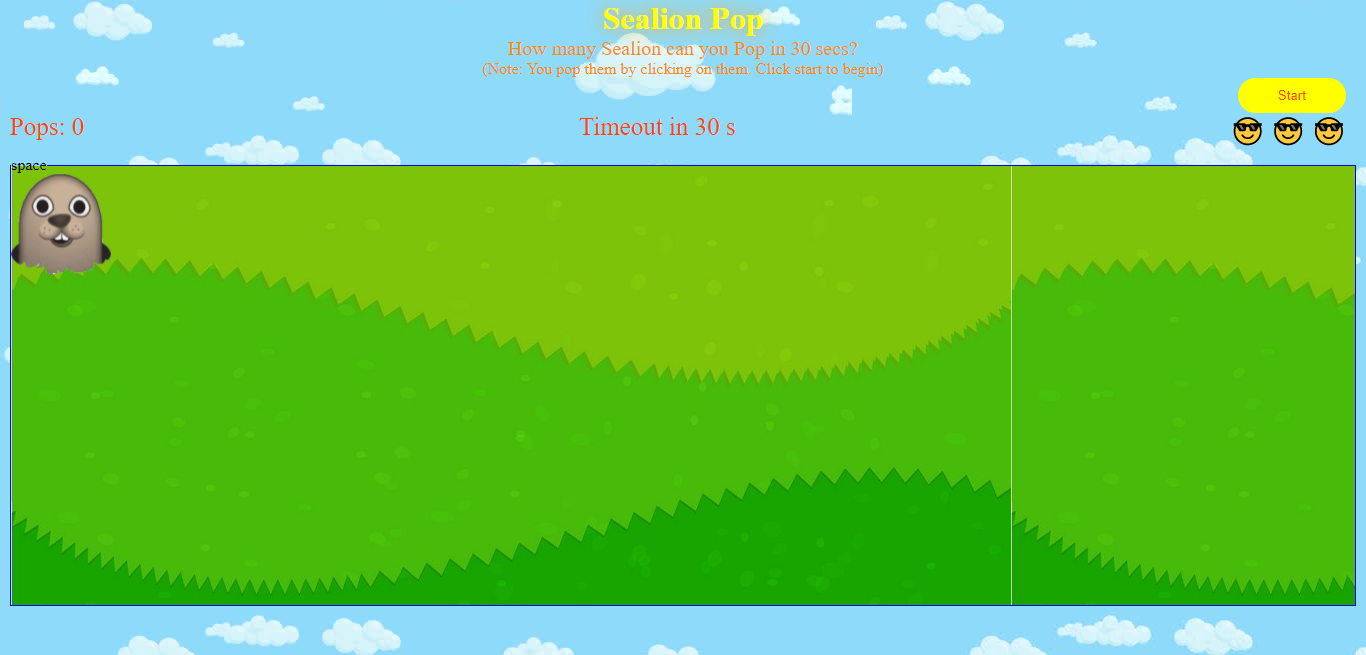 Sealion Pop
How many Sealion can you Pop in 30 secs?
(Note: You pop them by clicking on them. Click start to begin)
Start
Pops: 0
Timeout in 30 s
space